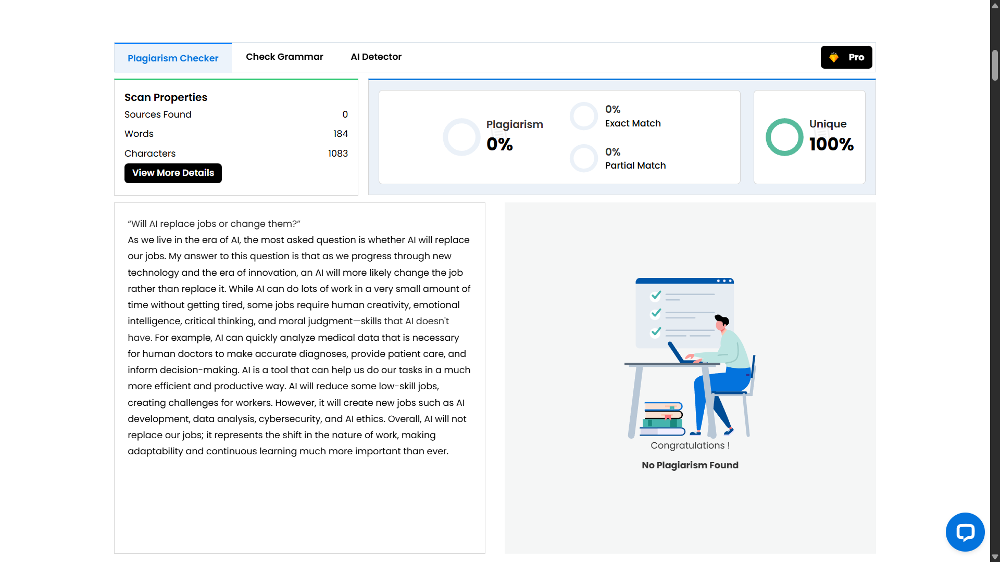 Plagiarism Checker
Check Grammar
AI Detector
Pro
Scan Properties
Sources Found 0
Words 184
Characters 1083
View More Details
Plagiarism
0%
0%
Exact Match
0%
Partial Match
Unique
100%
“Will AI replace jobs or change them?”
As we live in the era of AI, the most asked question is whether AI will replace
our jobs. My answer to this question is that as we progress through new
technology and the era of innovation, an AI will more likely change the job
rather than replace it. While AI can do lots of work in a very small amount of
time without getting tired, some jobs require human creativity, emotional
intelligence, critical thinking, and moral judgment—skills that AI doesn't
have. For example, AI can quickly analyze medical data that is necessary
for human doctors to make accurate diagnoses, provide patient care, and
inform decision-making. AI is a tool that can help us do our tasks in a much
more efficient and productive way. AI will reduce some low-skill jobs,
creating challenges for workers. However, it will create new jobs such as AI
development, data analysis, cybersecurity, and AI ethics. Overall, AI will not
replace our jobs; it represents the shift in the nature of work, making
adaptability and continuous learning much more important than ever.
Congratulations !
No Plagiarism Found